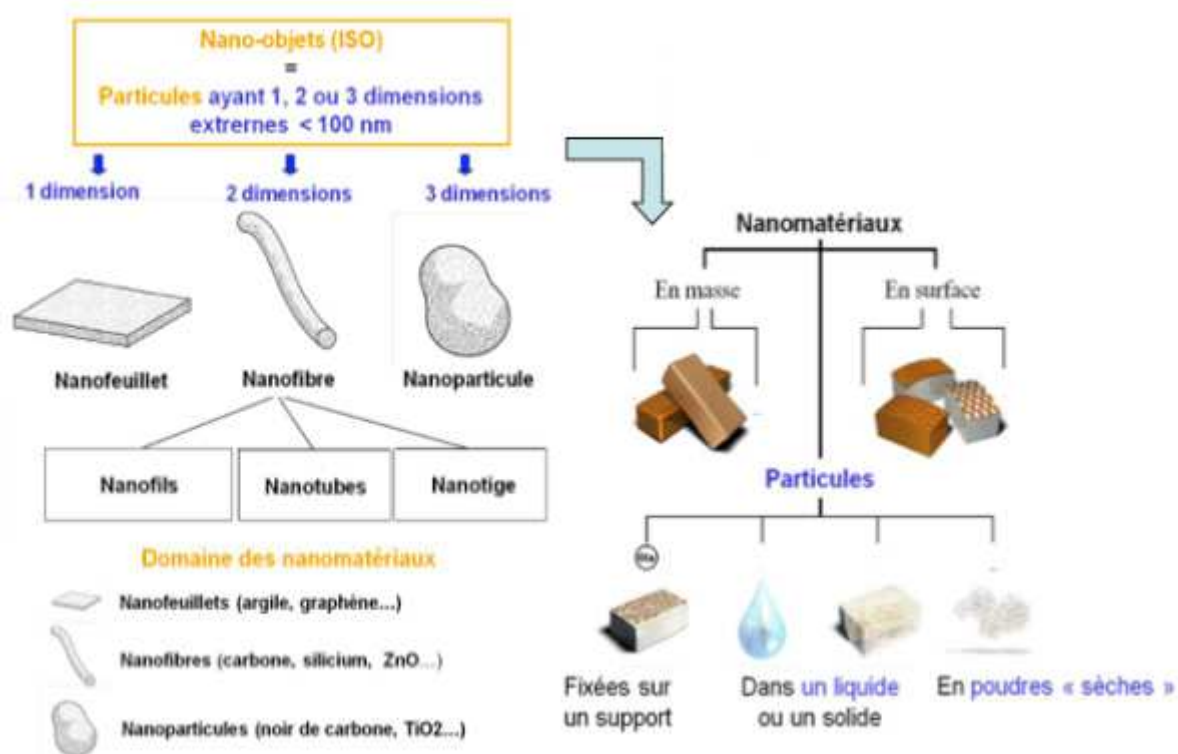 Nano-objets (ISO)
=
Particules ayant 1, 2 ou 3 dimensions
extrernes < 100 nm
1 dimension
2 dimensions
3 dimensions
Nanofeuillet
Nanofibre
Nanoparticule
Nanofils
Nanotubes
Nanotige
Domaine des nanomatériaux
Nanofeuillets (argile, graphène...)
Nanofibres (carbone, silicium, ZnO...)
Nanoparticules (noir de carbone, TiO2...)
Nanomatériaux
En masse
En surface
Particules
Fixées sur
un support
Dans un liquide
ou un solide
En poudres « sèches »